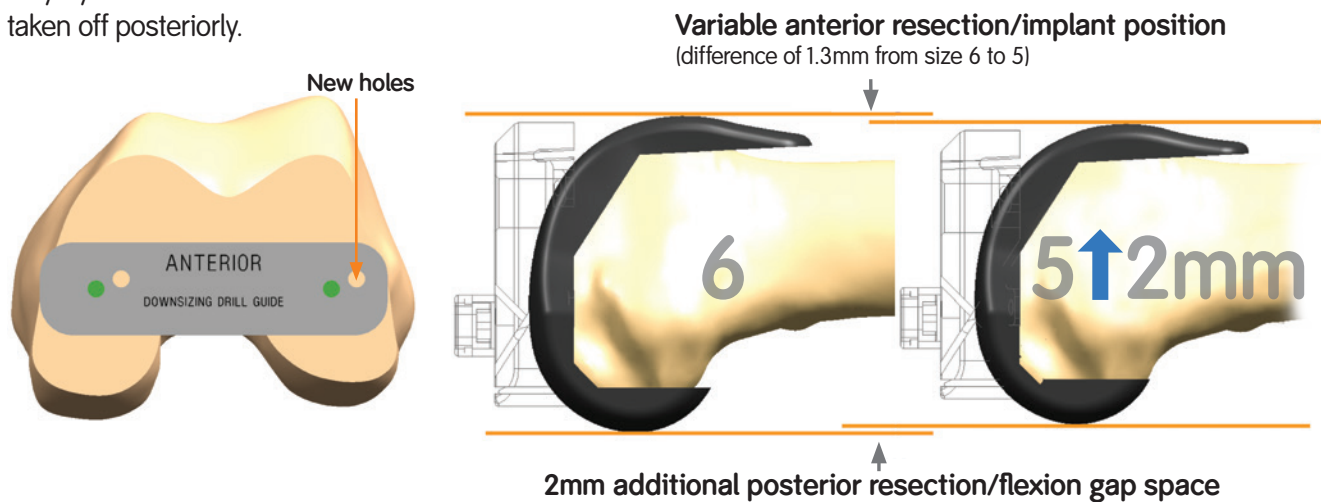 taken off posteriorly.
Variable anterior resection/implant position
(difference of 1.3mm from size 6 to 5)
New holes
ANTERIOR
DOWNSIZING DRILL GUIDE
6
5 2mm
2mm additional posterior resection/flexion gap space